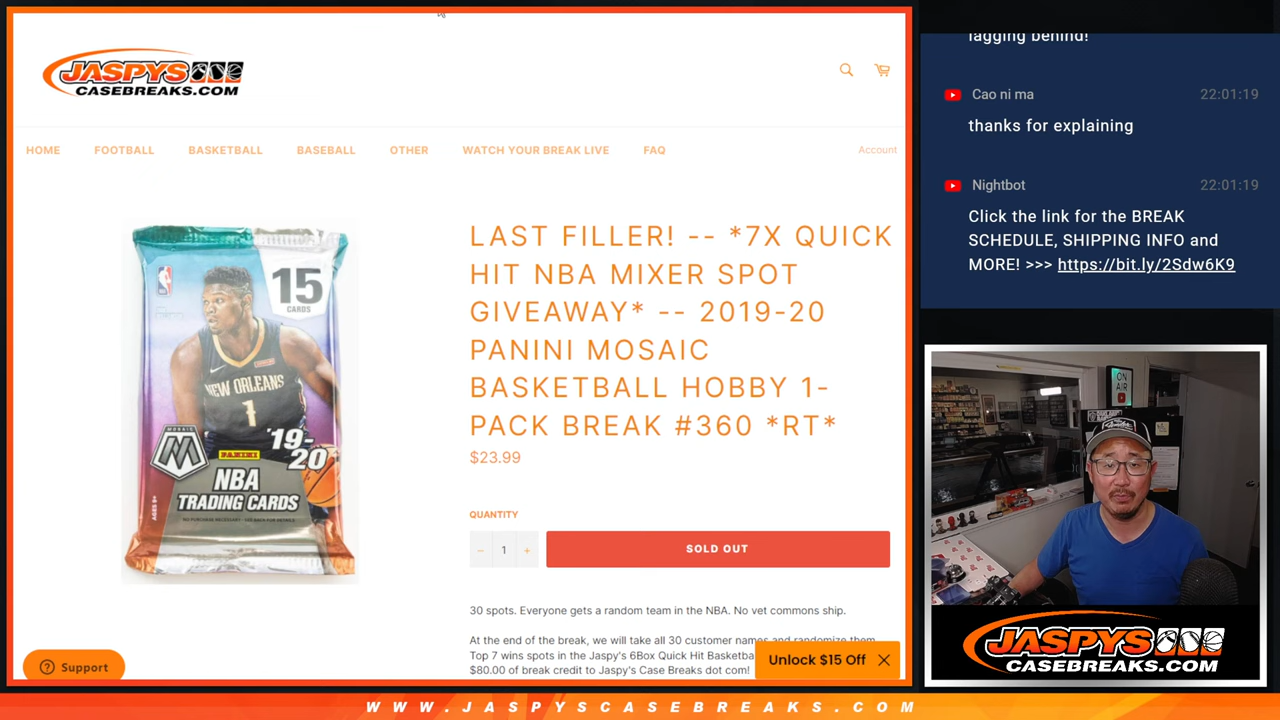 JASPYS
CASEBREAKS.COM
HOME FOOTBALL BASKETBALL BASEBALL OTHER WATCH YOUR BREAK LIVE FAQ Account
15
CARDS
NEW ORLEANS
1
MOSAIC
PANINI
19-
20
NBA
TRADING CARDS
AGES 9+
LAST FILLER! -- *7X QUICK
HIT NBA MIXER SPOT
GIVEAWAY* -- 2019-20
PANINI MOSAIC
BASKETBALL HOBBY 1-
PACK BREAK #360 *RT*
$23.99
QUANTITY
− 1 +
SOLD OUT
30 spots. Everyone gets a random team in the NBA. No vet commons ship.
At the end of the break, we will take all 30 customer names and randomize them.
Top 7 wins spots in the Jaspy's 6Box Quick Hit Basketba
$80.00 of break credit to Jaspy's Case Breaks dot com!
Support
Unlock $15 Off
lagging behind!
Cao ni ma 22:01:19
thanks for explaining
Nightbot 22:01:19
Click the link for the BREAK
SCHEDULE, SHIPPING INFO and
MORE! >>> https://bit.ly/2Sdw6K9
ON
AIR
JASPYS
CASEBREAKS.COM
WWW.JASPYSCASEBREAKS.COM